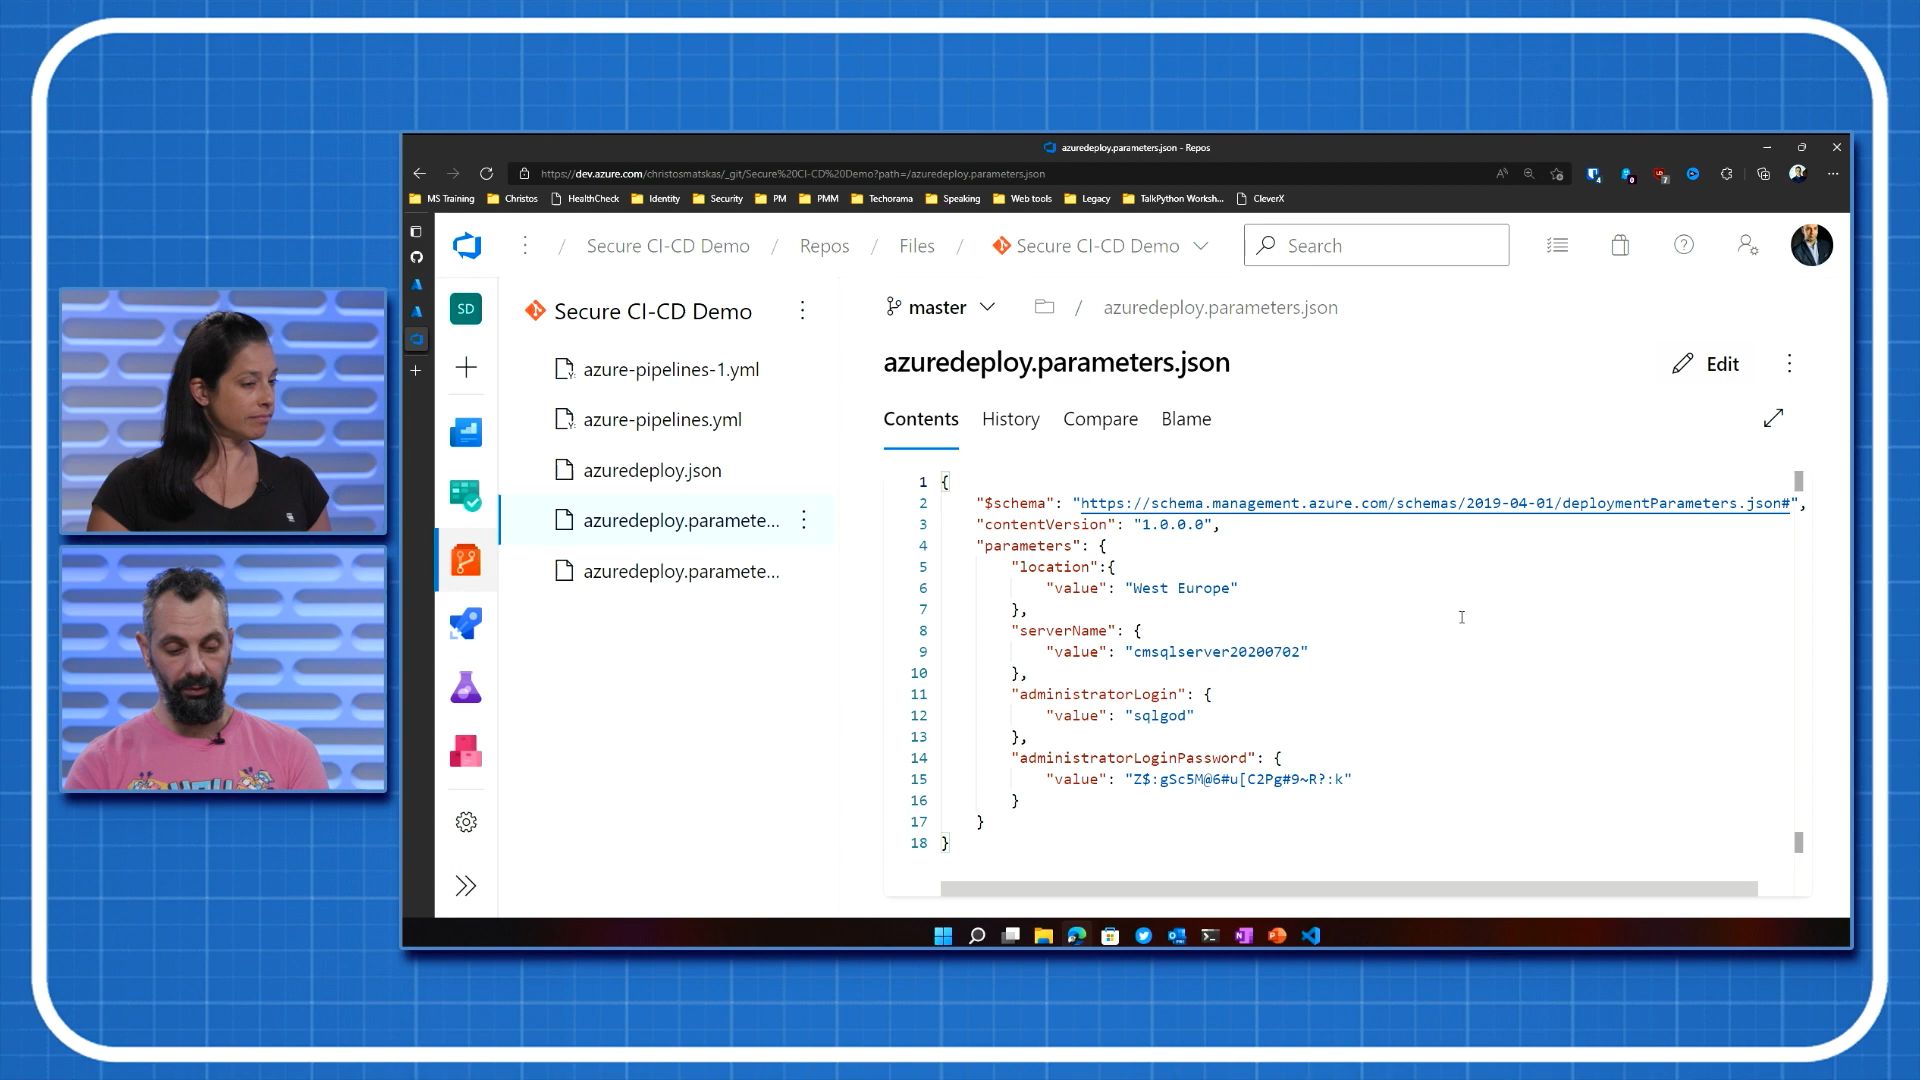 azuredeploy.parameters.json - Repos
https://dev.azure.com/christosmatskas/_git/Secure%20CI-CD%20Demo?path=/azuredeploy.parameters.json
MS Training Christos HealthCheck Identity Security PM PMM Techorama Speaking Web tools Legacy TalkPython Worksh... CleverX
/ Secure CI-CD Demo / Repos / Files / Secure CI-CD Demo Search
SD
Secure CI-CD Demo
azure-pipelines-1.yml
azure-pipelines.yml
azuredeploy.json
azuredeploy.paramete...
azuredeploy.paramete...
master / azuredeploy.parameters.json
azuredeploy.parameters.json Edit
Contents History Compare Blame
1 {
2 "$schema": "https://schema.management.azure.com/schemas/2019-04-01/deploymentParameters.json#",
3 "contentVersion": "1.0.0.0",
4 "parameters": {
5 "location":{
6 "value": "West Europe"
7 },
8 "serverName": {
9 "value": "cmsqlserver20200702"
10 },
11 "administratorLogin": {
12 "value": "sqlgod"
13 },
14 "administratorLoginPassword": {
15 "value": "Z$:gSc5M@6#u[C2Pg#9~R?:k"
16 }
17 }
18 }